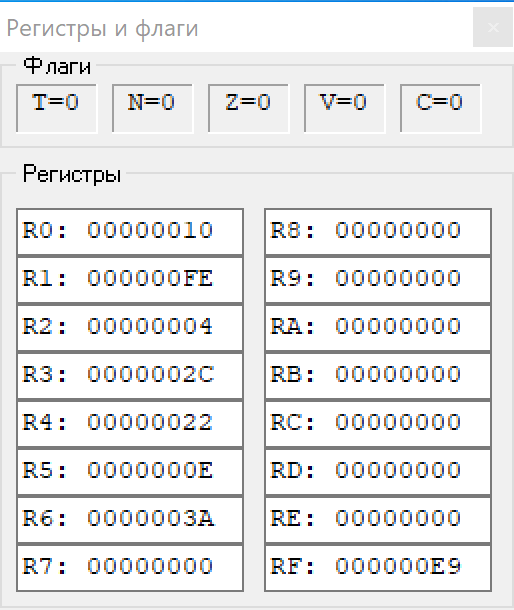 Регистры и флаги
Флаги
T=0 N=0 Z=0 V=0 C=0
Регистры
R0: 00000010 R8: 00000000
R1: 000000FE R9: 00000000
R2: 00000004 RA: 00000000
R3: 0000002C RB: 00000000
R4: 00000022 RC: 00000000
R5: 0000000E RD: 00000000
R6: 0000003A RE: 00000000
R7: 00000000 RF: 000000E9